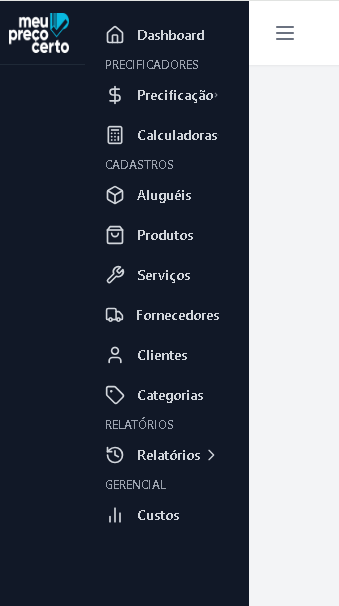 meu
preço
certo
Dashboard
PRECIFICADORES
Precificação
Calculadoras
CADASTROS
Aluguéis
Produtos
Serviços
Fornecedores
Clientes
Categorias
RELATÓRIOS
Relatórios
GERENCIAL
Custos